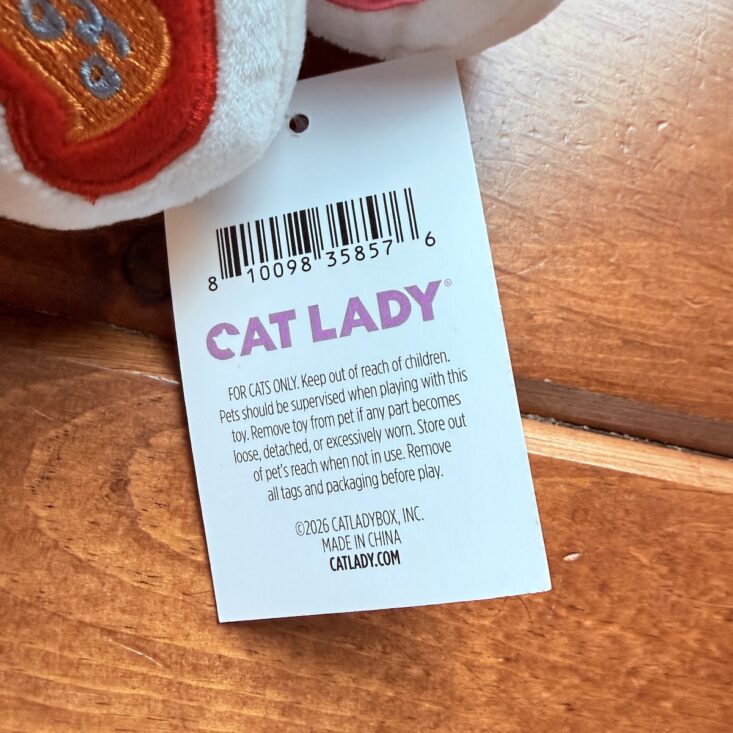 8 10098 35857 6
CAT LADY®
FOR CATS ONLY. Keep out of reach of children.
Pets should be supervised when playing with this
toy. Remove toy from pet if any part becomes
loose, detached, or excessively worn. Store out
of pet's reach when not in use. Remove
all tags and packaging before play.
©2026 CATLADYBOX, INC.
MADE IN CHINA
CATLADY.COM